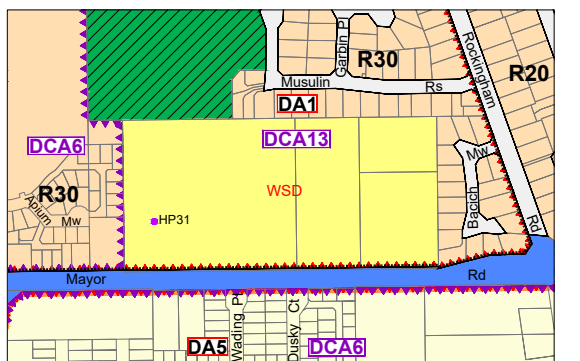 Garbin Pl
R30
Rockingham
R20
Musulin
Rs
DA1
DCA6
DCA13
Mw
WSD
R30
Apium
Mw
HP31
Bacich
Rd
Mayor
Rd
Wading Pl
Dusky Ct
DA5
DCA6